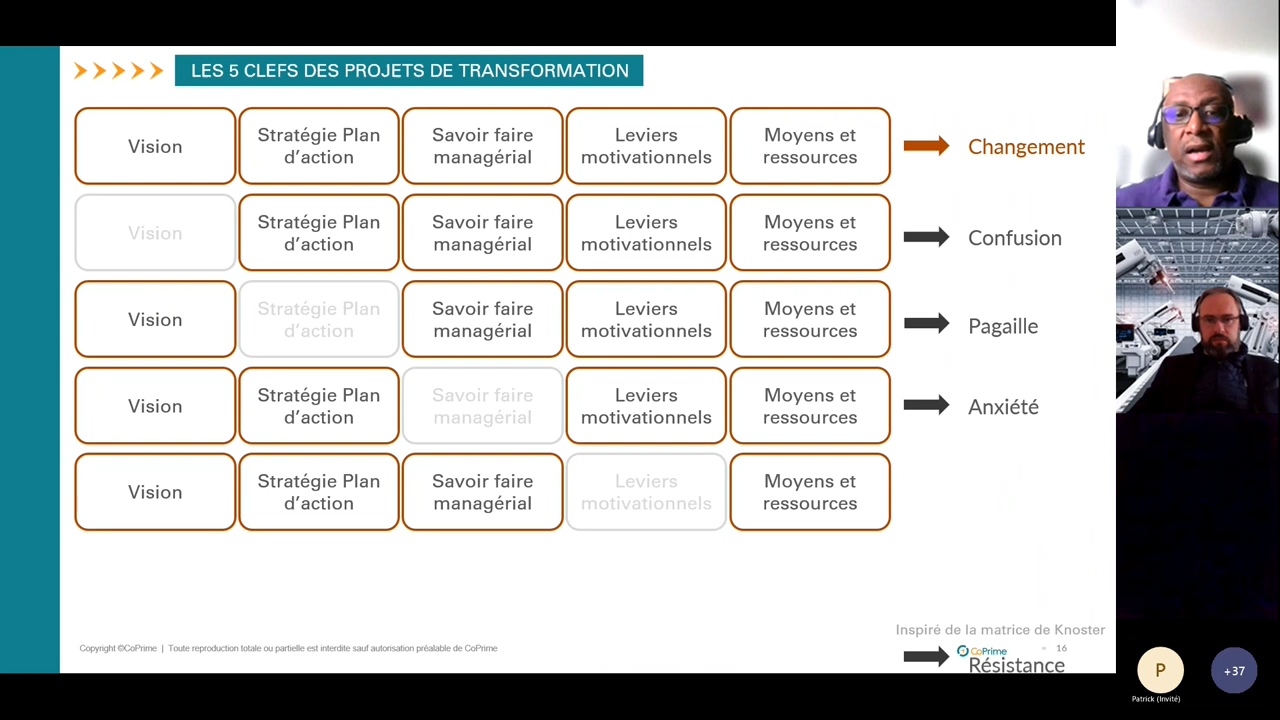 LES 5 CLEFS DES PROJETS DE TRANSFORMATION
Vision
Stratégie Plan
d’action
Savoir faire
managérial
Leviers
motivationnels
Moyens et
ressources
Changement
Vision
Stratégie Plan
d’action
Savoir faire
managérial
Leviers
motivationnels
Moyens et
ressources
Confusion
Vision
Stratégie Plan
d’action
Savoir faire
managérial
Leviers
motivationnels
Moyens et
ressources
Pagaille
Vision
Stratégie Plan
d’action
Savoir faire
managérial
Leviers
motivationnels
Moyens et
ressources
Anxiété
Vision
Stratégie Plan
d’action
Savoir faire
managérial
Leviers
motivationnels
Moyens et
ressources
Inspiré de la matrice de Knoster
Copyright ©CoPrime | Toute reproduction totale ou partielle est interdite sauf autorisation préalable de CoPrime
CoPrime
16
Résistance
P
Patrick (Invité)
+37